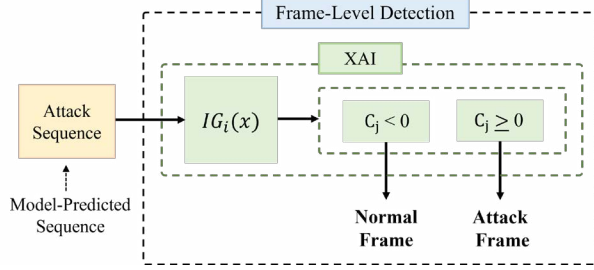 Frame-Level Detection
XAI
Attack
Sequence
IG_i(x)
C_j < 0
C_j ≥ 0
Model-Predicted
Sequence
Normal
Frame
Attack
Frame